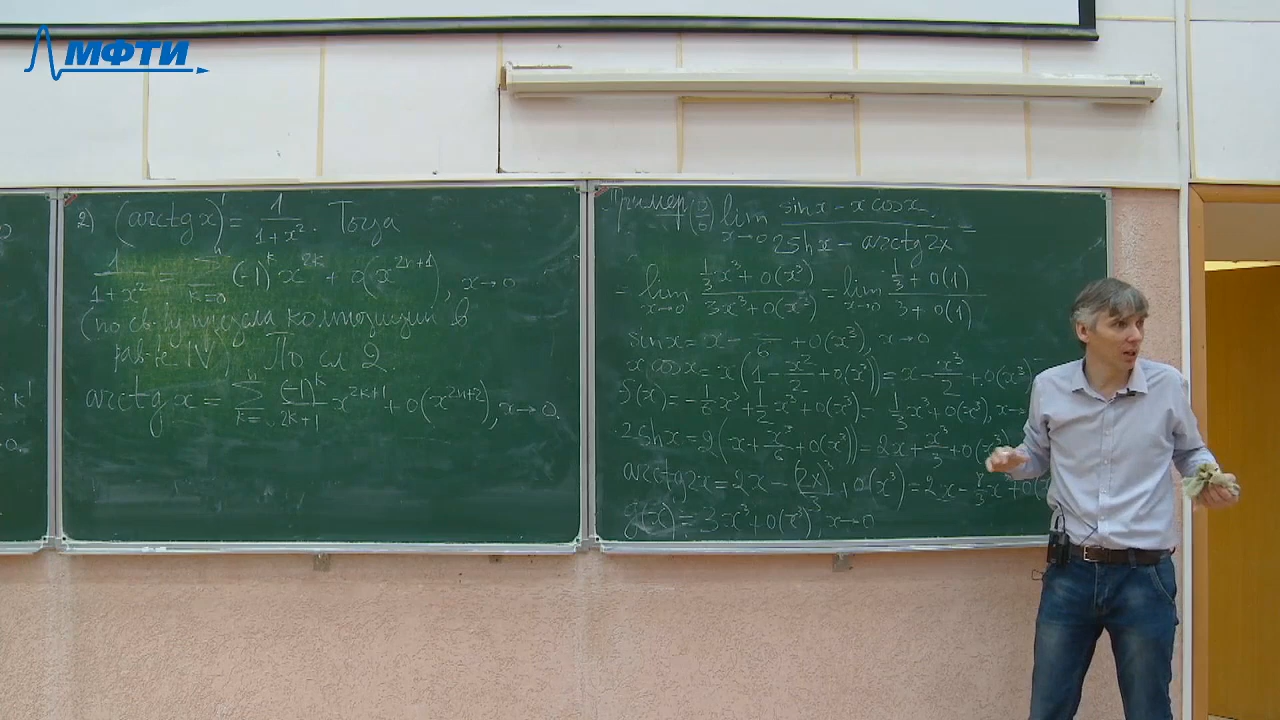 МФТИ
2) (arctg x)' = 1/(1+x²). Тогда
1/(1+x²) = Σ_{k=0}^{n} (-1)^k x^{2k} + o(x^{2n+1}), x→0
(по св-ву предела композиции в
рав-ве IV). По сл 2.
arctg x = Σ_{k=0}^{n} (-1)^k/(2k+1) x^{2k+1} + o(x^{2n+2}), x→0.
k!
Пример (0/0) lim_{x→0} (sin x - x cos x)/(2 sh x - arctg 2x) =
= lim_{x→0} (1/3 x³ + o(x³))/(3x³ + o(x³)) = lim_{x→0} (1/3 + o(1))/(3 + o(1))
sin x = x - /6 + o(x³), x→0
x cos x = x(1 - x²/2 + o(x³)) = x - x³/2 + o(x³)
f(x) = -1/6 x³ + 1/2 x³ + o(x³) = 1/3 x³ + o(x³), x→
2 sh x = 2(x + x³/6 + o(x³)) = 2x + x³/3 + o(x³)
arctg 2x = 2x - (2x)³/3 + o(x³) = 2x - 8/3 x³ + o(
g(x) = 3x³ + o(x³), x→0